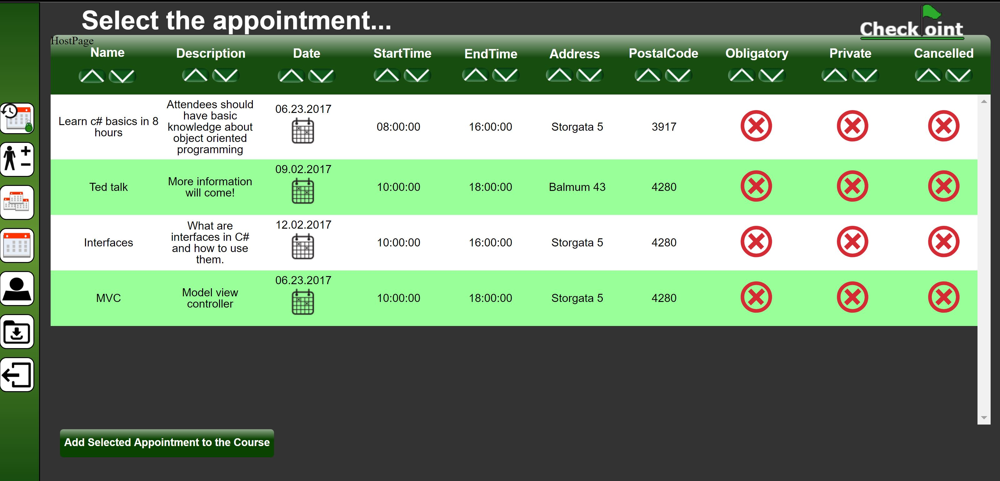 Select the appointment...
Check oint
HostPage
Name Description Date StartTime EndTime Address PostalCode Obligatory Private Cancelled
Learn c# basics in 8
hours
Attendees should
have basic
knowledge about
object oriented
programming
06.23.2017
08:00:00
16:00:00
Storgata 5
3917
Ted talk
More information
will come!
09.02.2017
10:00:00
18:00:00
Balmum 43
4280
Interfaces
What are
interfaces in C#
and how to use
them.
12.02.2017
10:00:00
16:00:00
Storgata 5
4280
MVC
Model view
controller
06.23.2017
10:00:00
18:00:00
Storgata 5
4280
Add Selected Appointment to the Course